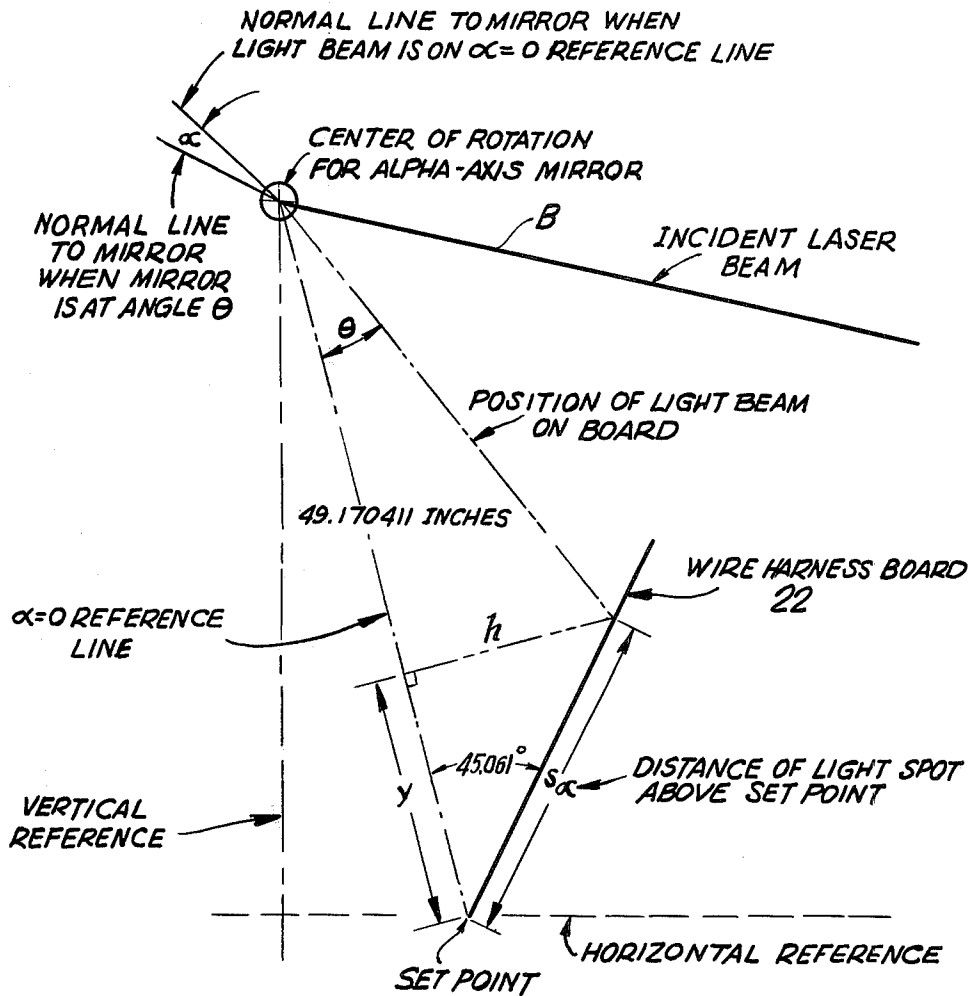 NORMAL LINE TO MIRROR WHEN
LIGHT BEAM IS ON α=0 REFERENCE LINE
α
CENTER OF ROTATION
FOR ALPHA-AXIS MIRROR
NORMAL LINE
TO MIRROR
WHEN MIRROR
IS AT ANGLE θ
B
INCIDENT LASER
BEAM
θ
POSITION OF LIGHT BEAM
ON BOARD
49.170411 INCHES
WIRE HARNESS BOARD
22
α=0 REFERENCE
LINE
h
45.061°
y
sα
DISTANCE OF LIGHT SPOT
ABOVE SET POINT
VERTICAL
REFERENCE
HORIZONTAL REFERENCE
SET POINT